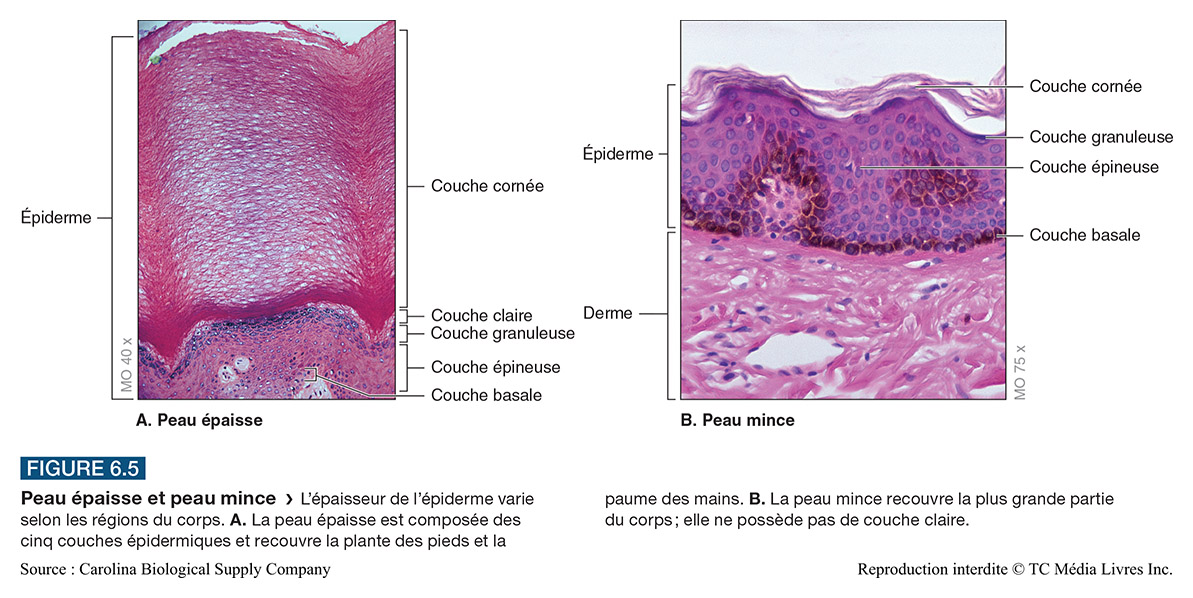 Épiderme
Couche cornée
Couche claire
Couche granuleuse
Couche épineuse
Couche basale
MO 40 x
A. Peau épaisse
Épiderme
Derme
Couche cornée
Couche granuleuse
Couche épineuse
Couche basale
MO 75 x
B. Peau mince
FIGURE 6.5
Peau épaisse et peau mince › L’épaisseur de l’épiderme varie
selon les régions du corps. A. La peau épaisse est composée des
cinq couches épidermiques et recouvre la plante des pieds et la
paume des mains. B. La peau mince recouvre la plus grande partie
du corps ; elle ne possède pas de couche claire.
Source : Carolina Biological Supply Company
Reproduction interdite © TC Média Livres Inc.